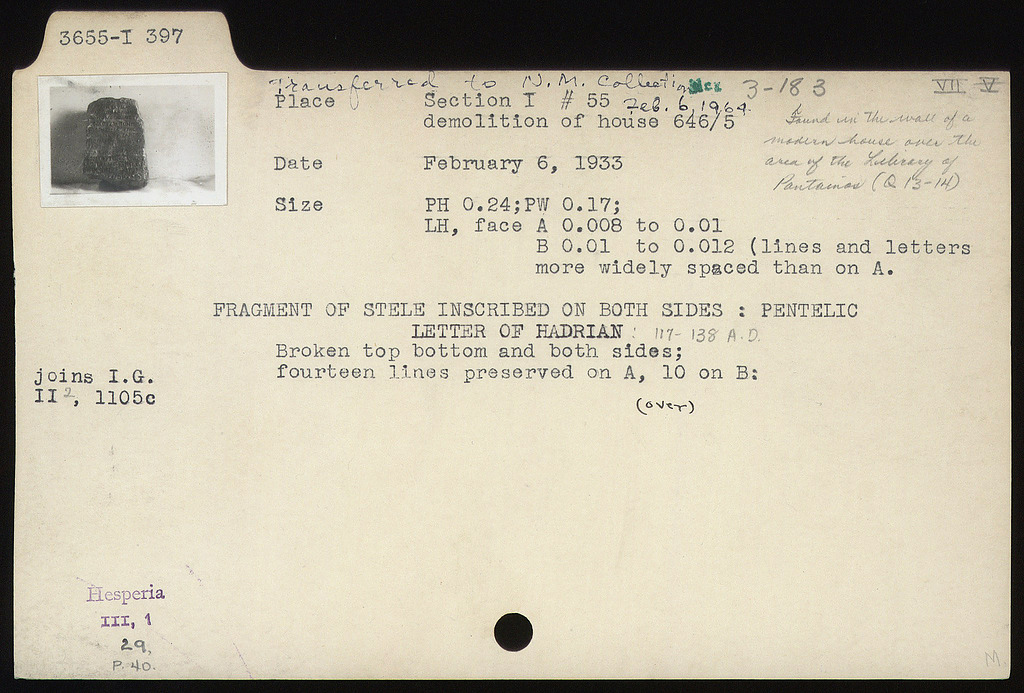 3655-I 397
Transferred to N.M. Collection
3-183
VII V
Place Section I # 55 Feb. 6, 1964
demolition of house 646/5
Found in the wall of a
modern house over the
area of the Library of
Pantainos (Q 13-14)
Date February 6, 1933
Size PH 0.24;PW 0.17;
LH, face A 0.008 to 0.01
B 0.01 to 0.012 (lines and letters
more widely spaced than on A.
FRAGMENT OF STELE INSCRIBED ON BOTH SIDES : PENTELIC
LETTER OF HADRIAN: 117-138 A.D.
Broken top bottom and both sides;
fourteen lines preserved on A, 10 on B:
joins I.G.
II², 1105c
(over)
Hesperia
III, 1
29,
P. 40.
M.